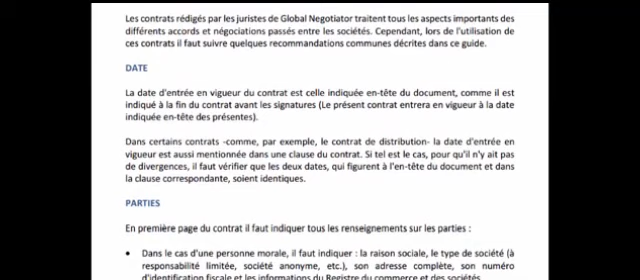 Les contrats rédigés par les juristes de Global Negotiator traitent tous les aspects importants des
différents accords et négociations passés entre les sociétés. Cependant, lors de l'utilisation de
ces contrats il faut suivre quelques recommandations communes décrites dans ce guide.
DATE
La date d'entrée en vigueur du contrat est celle indiquée en-tête du document, comme il est
indiqué à la fin du contrat avant les signatures (Le présent contrat entrera en vigueur à la date
indiquée en-tête des présentes).
Dans certains contrats -comme, par exemple, le contrat de distribution- la date d'entrée en
vigueur est aussi mentionnée dans une clause du contrat. Si tel est le cas, pour qu'il n'y ait pas
de divergences, il faut vérifier que les deux dates, qui figurent à l'en-tête du document et dans
la clause correspondante, soient identiques.
PARTIES
En première page du contrat il faut indiquer tous les renseignements sur les parties :
• Dans le cas d'une personne morale, il faut indiquer : la raison sociale, le type de société (à
responsabilité limitée, société anonyme, etc.), son adresse complète, son numéro
d'identification fiscale et les informations du Registre du commerce et des sociétés